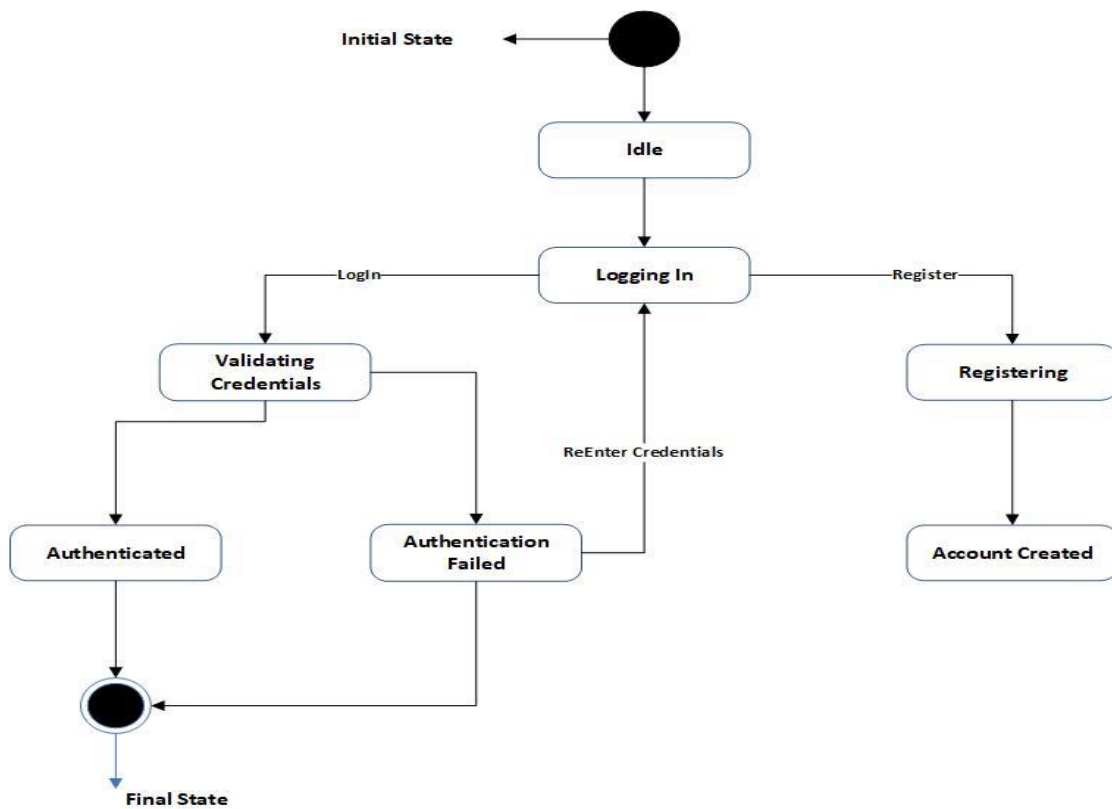 Initial State
Idle
LogIn
Logging In
Register
Validating
Credentials
Registering
ReEnter Credentials
Authenticated
Authentication
Failed
Account Created
Final State